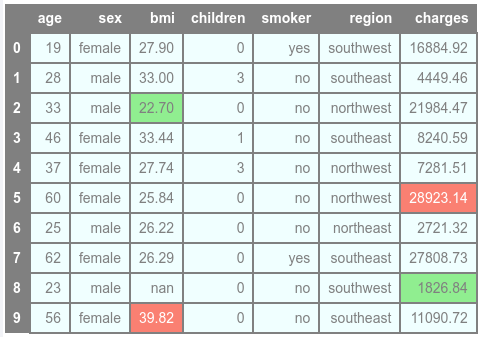 age sex bmi children smoker region charges
0 19 female 27.90 0 yes southwest 16884.92
1 28 male 33.00 3 no southeast 4449.46
2 33 male 22.70 0 no northwest 21984.47
3 46 female 33.44 1 no southeast 8240.59
4 37 female 27.74 3 no northwest 7281.51
5 60 female 25.84 0 no northwest 28923.14
6 25 male 26.22 0 no northeast 2721.32
7 62 female 26.29 0 yes southeast 27808.73
8 23 male nan 0 no southwest 1826.84
9 56 female 39.82 0 no southeast 11090.72